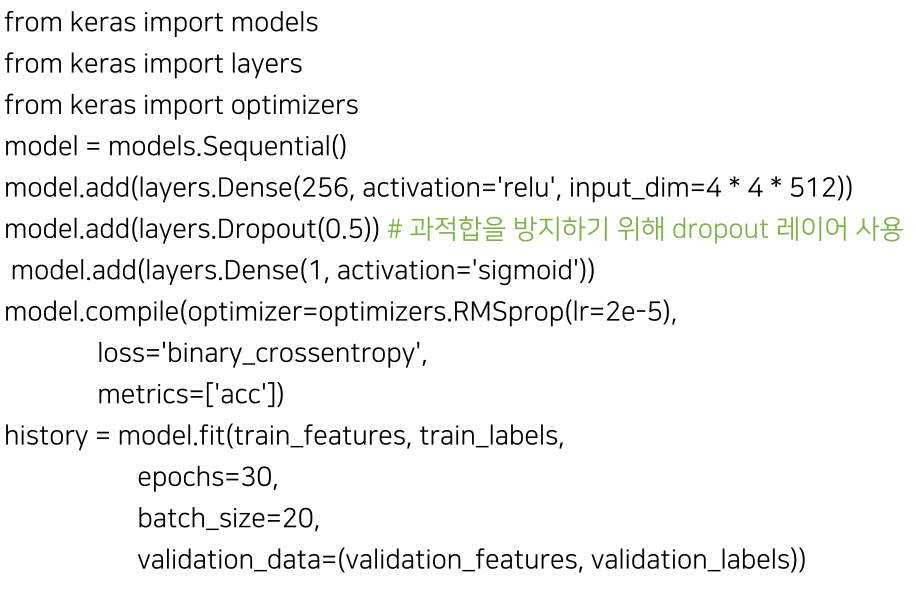 from keras import models
from keras import layers
from keras import optimizers
model = models.Sequential()
model.add(layers.Dense(256, activation='relu', input_dim=4 * 4 * 512))
model.add(layers.Dropout(0.5)) # 과적합을 방지하기 위해 dropout 레이어 사용
model.add(layers.Dense(1, activation='sigmoid'))
model.compile(optimizer=optimizers.RMSprop(lr=2e-5),
loss='binary_crossentropy',
metrics=['acc'])
history = model.fit(train_features, train_labels,
epochs=30,
batch_size=20,
validation_data=(validation_features, validation_labels))